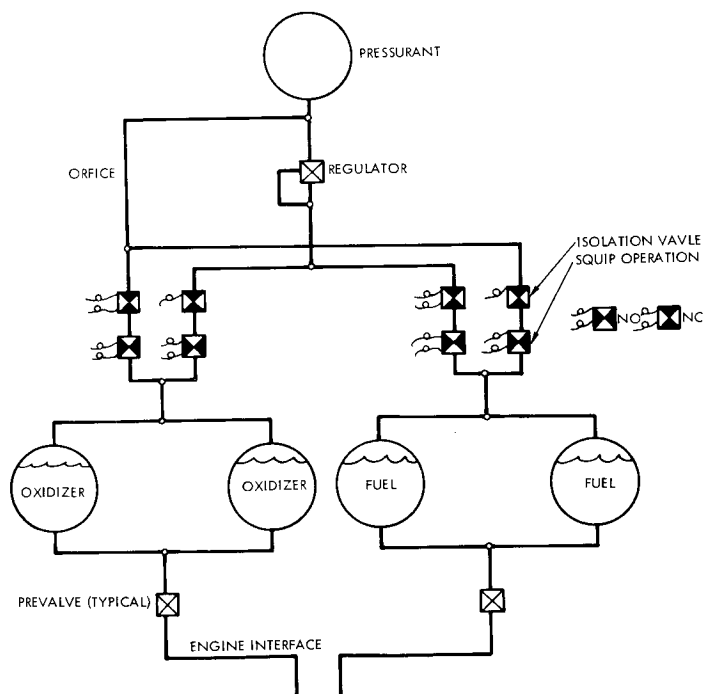 PRESSURANT
ORFICE
REGULATOR
ISOLATION VAVLE
SQUIP OPERATION
NO
NC
OXIDIZER
OXIDIZER
FUEL
FUEL
PREVALVE (TYPICAL)
ENGINE INTERFACE